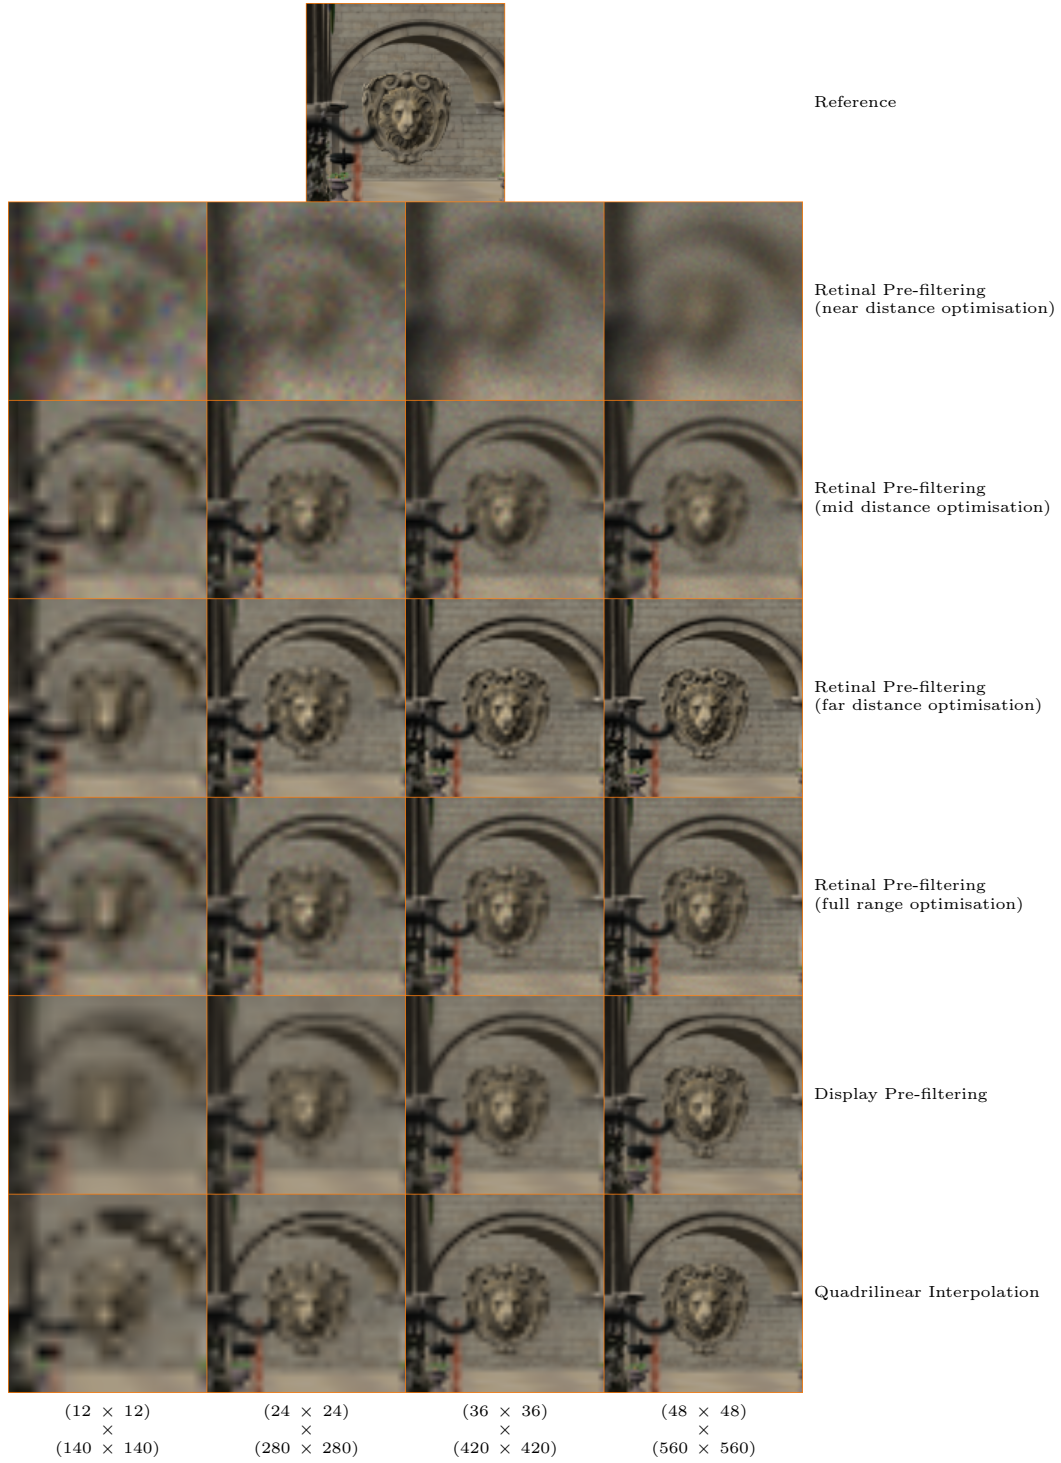 Reference
Retinal Pre-filtering
(near distance optimisation)
Retinal Pre-filtering
(mid distance optimisation)
Retinal Pre-filtering
(far distance optimisation)
Retinal Pre-filtering
(full range optimisation)
Display Pre-filtering
Quadrilinear Interpolation
(12 × 12)
×
(140 × 140)
(24 × 24)
×
(280 × 280)
(36 × 36)
×
(420 × 420)
(48 × 48)
×
(560 × 560)